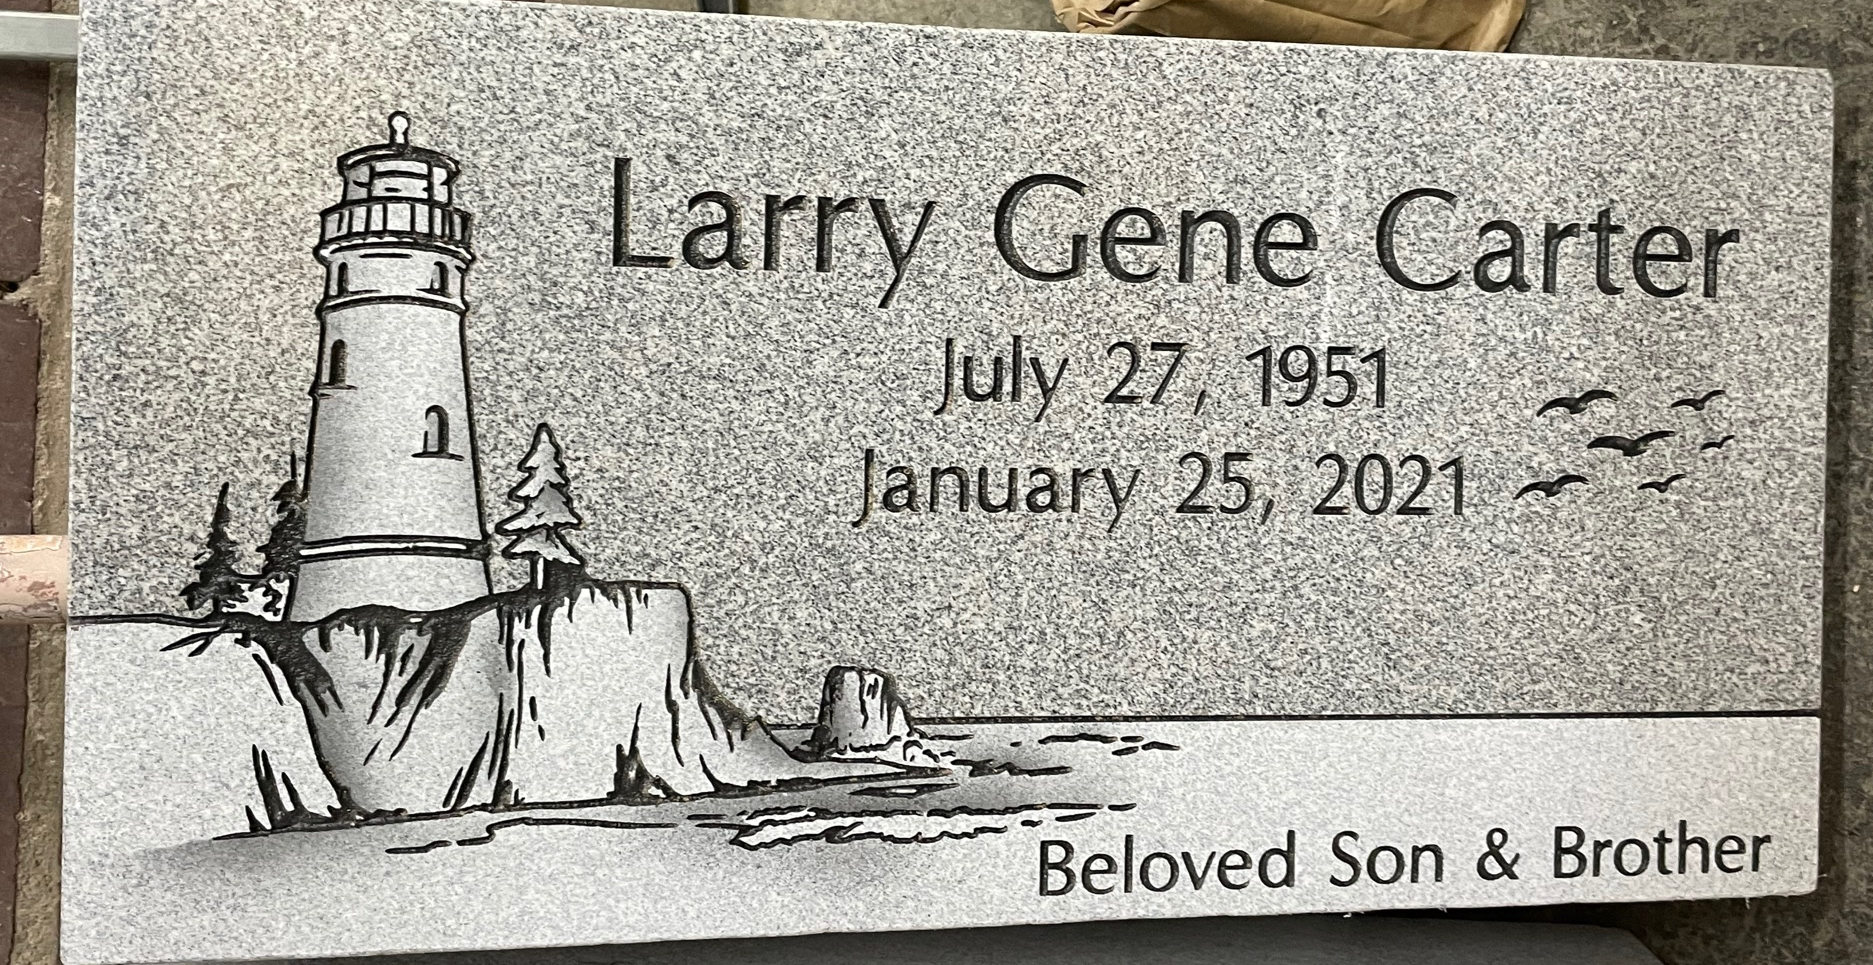 Larry Gene Carter
July 27, 1951
January 25, 2021
Beloved Son & Brother